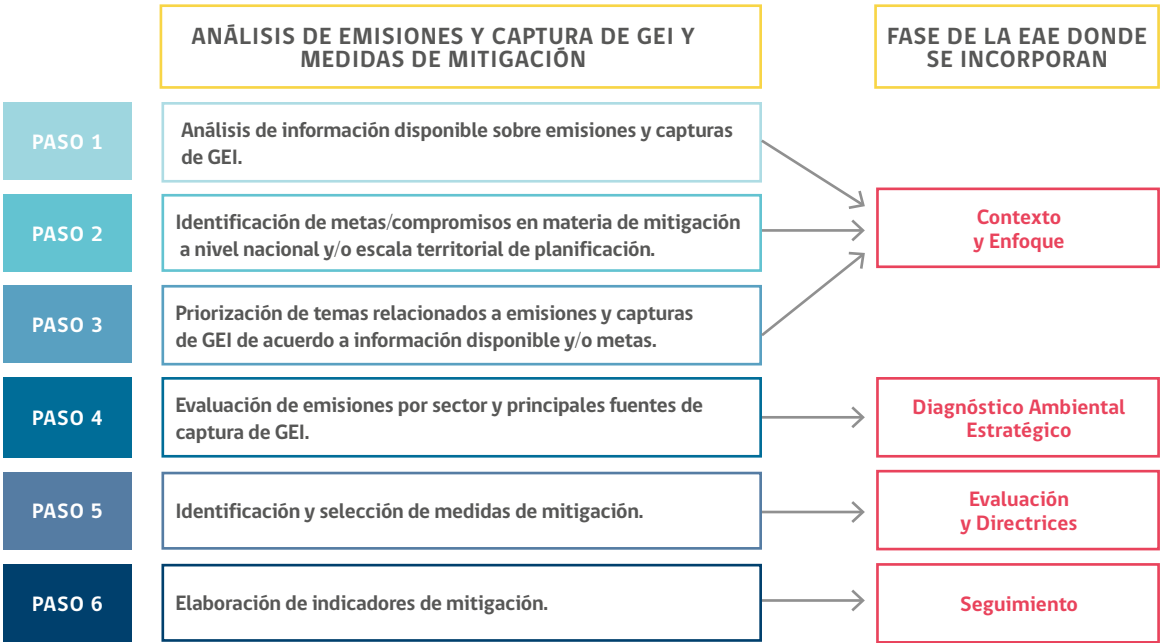 ANÁLISIS DE EMISIONES Y CAPTURA DE GEI Y
MEDIDAS DE MITIGACIÓN
FASE DE LA EAE DONDE
SE INCORPORAN
PASO 1
Análisis de información disponible sobre emisiones y capturas
de GEI.
PASO 2
Identificación de metas/compromisos en materia de mitigación
a nivel nacional y/o escala territorial de planificación.
Contexto
y Enfoque
PASO 3
Priorización de temas relacionados a emisiones y capturas
de GEI de acuerdo a información disponible y/o metas.
PASO 4
Evaluación de emisiones por sector y principales fuentes de
captura de GEI.
Diagnóstico Ambiental
Estratégico
PASO 5
Identificación y selección de medidas de mitigación.
Evaluación
y Directrices
PASO 6
Elaboración de indicadores de mitigación.
Seguimiento